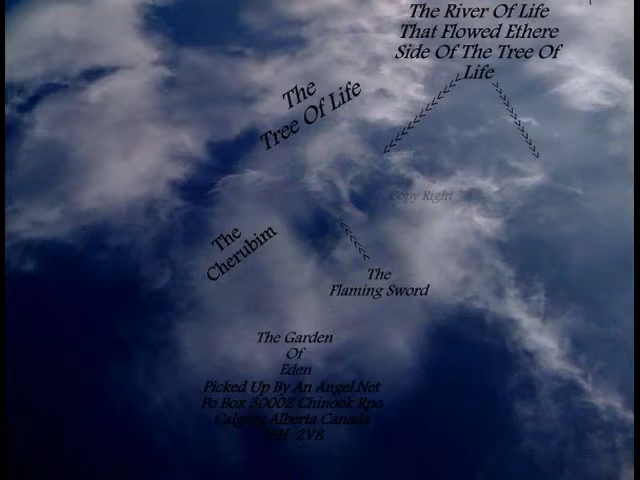 The River Of Life
That Flowed Ethere
Side Of The Tree Of
Life
The
Tree Of Life
Copy Right
The
Cherubim
The
Flaming Sword
The Garden
Of
Eden
Picked Up By An Angel.Net
Po Box 30002 Chinook Rpo
Calgary Alberta Canada
2V8